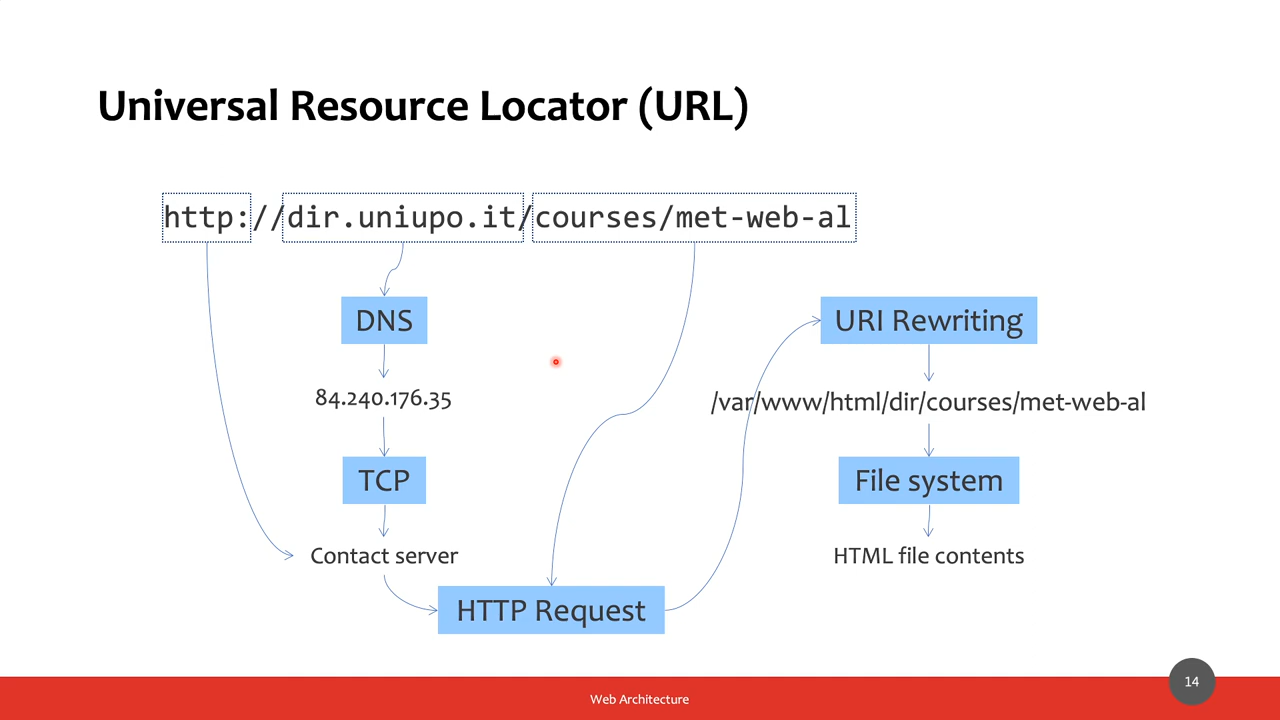 Universal Resource Locator (URL)
http://dir.uniupo.it/courses/met-web-al
DNS
84.240.176.35
TCP
Contact server
HTTP Request
URI Rewriting
/var/www/html/dir/courses/met-web-al
File system
HTML file contents
Web Architecture
14